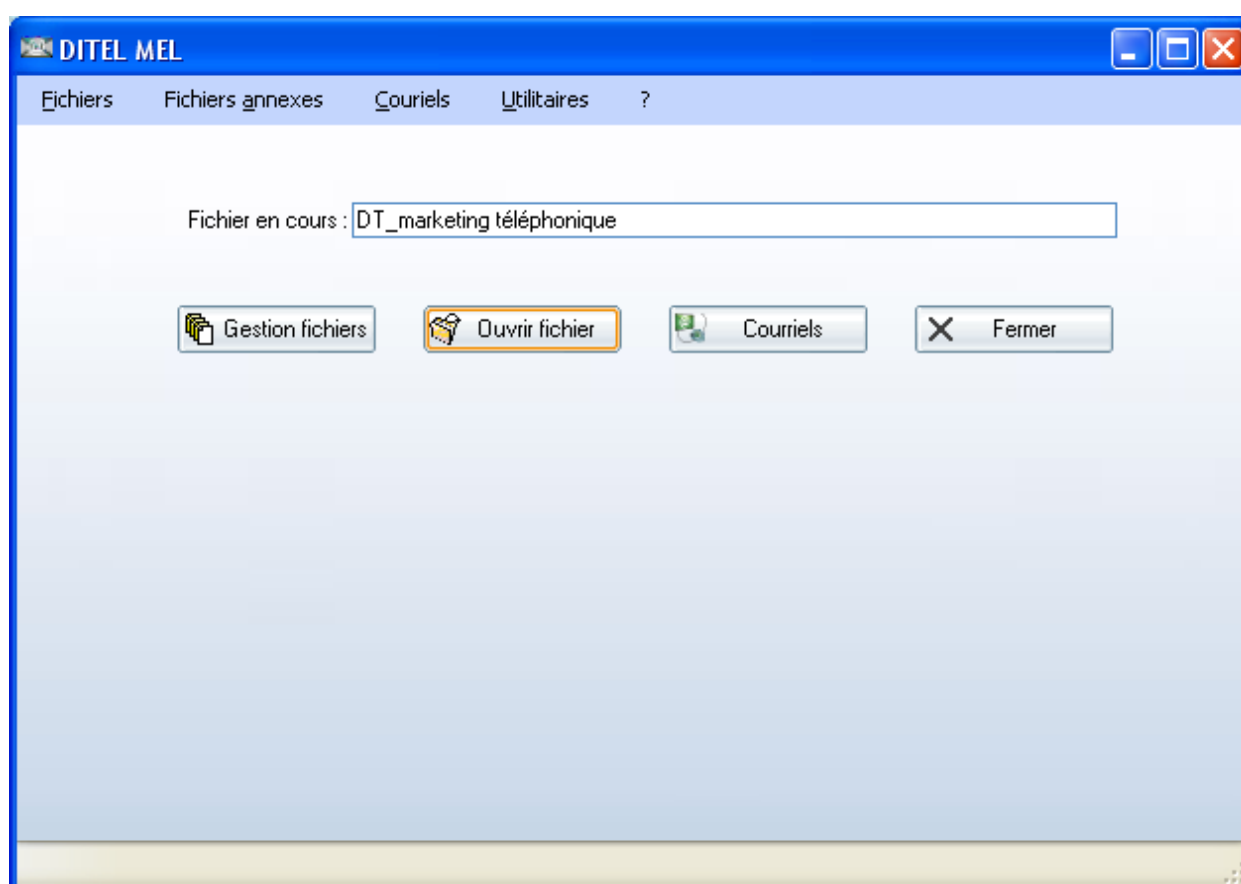 DITEL MEL
Fichiers Fichiers annexes Couriels Utilitaires ?
Fichier en cours : DT_marketing téléphonique
Gestion fichiers Ouvrir fichier Courriels Fermer